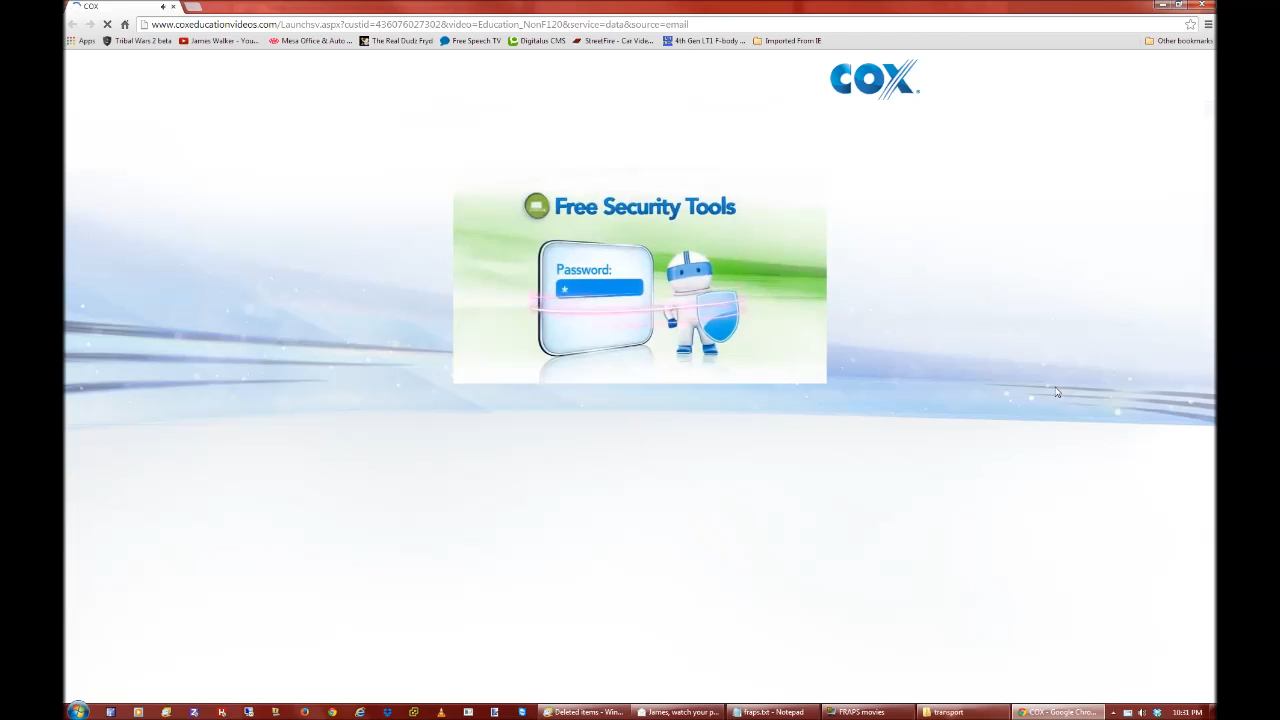 COX
www.coxeducationvideos.com/Launchsv.aspx?custid=436076027302&video=Education_NonF120&service=data&source=email
Apps Tribal Wars 2 beta James Walker - You... Mesa Office & Auto ... The Real Dudz Fryd Free Speech TV Digitalus CMS StreetFire - Car Vide... 4th Gen LT1 F-body ... Imported From IE Other bookmarks
COX
Free Security Tools
Password:
*
Deleted items - Win... James, watch your p... fraps.txt - Notepad FRAPS movies transport COX - Google Chro... 10:31 PM